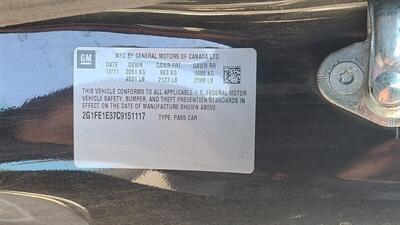 GM
MFD BY GENERAL MOTORS OF CANADA LTD.
DATE GVWR GAWR FRT GAWR RR
12/11 2051 KG 963 KG 1088 KG
4521 LB 2123 LB 2398 LB
THIS VEHICLE CONFORMS TO ALL APPLICABLE U.S. FEDERAL MOTOR
VEHICLE SAFETY, BUMPER, AND THEFT PREVENTION STANDARDS IN
EFFECT ON THE DATE OF MANUFACTURE SHOWN ABOVE.
2G1FE1E37C9151117
TYPE: PASS CAR